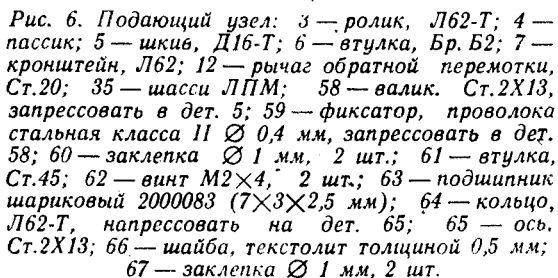 Рис. 6. Подающий узел: 3 — ролик, Л62-Т; 4 —
пассик; 5 — шкив, Д16-Т; 6 — втулка, Бр. Б2; 7 —
кронштейн, Л62; 12 — рычаг обратной перемотки,
Ст.20; 35 — шасси ЛПМ; 58 — валик. Ст.2Х13,
запрессовать в дет. 5; 59 — фиксатор, проволока
стальная класса II ∅ 0,4 мм, запрессовать в дет.
58; 60 — заклепка ∅ 1 мм, 2 шт.; 61 — втулка,
Ст.45; 62 — винт М2×4, 2 шт.; 63 — подшипник
шариковый 2000083 (7×3×2,5 мм); 64 — кольцо,
Л62-Т, напрессовать на дет. 65; 65 — ось.
Ст.2Х13; 66 — шайба, текстолит толщиной 0,5 мм;
67 — заклепка ∅ 1 мм, 2 шт.